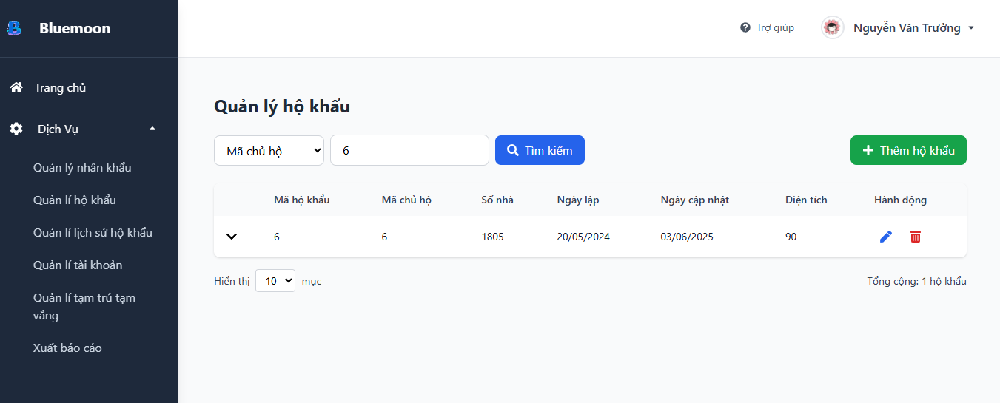 Bluemoon
Trợ giúp
Nguyễn Văn Trưởng
Trang chủ
Dịch Vụ
Quản lý nhân khẩu
Quản lí hộ khẩu
Quản lí lịch sử hộ khẩu
Quản lí tài khoản
Quản lí tạm trú tạm
vắng
Xuất báo cáo
Quản lý hộ khẩu
Mã chủ hộ 6 Tìm kiếm Thêm hộ khẩu
Mã hộ khẩu Mã chủ hộ Số nhà Ngày lập Ngày cập nhật Diện tích Hành động
6 6 1805 20/05/2024 03/06/2025 90
Hiển thị 10 mục Tổng cộng: 1 hộ khẩu